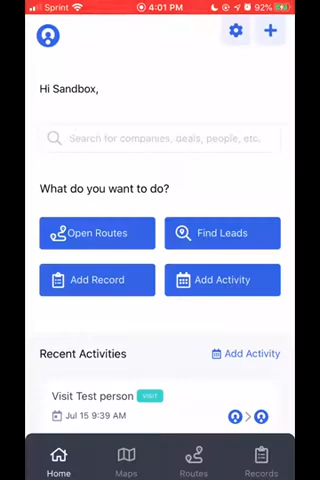 Sprint 4:01 PM 92%
Hi Sandbox,
Search for companies, deals, people, etc.
What do you want to do?
Open Routes Find Leads
Add Record Add Activity
Recent Activities Add Activity
Visit Test person VISIT
Jul 15 9:39 AM
Home Maps Routes Records